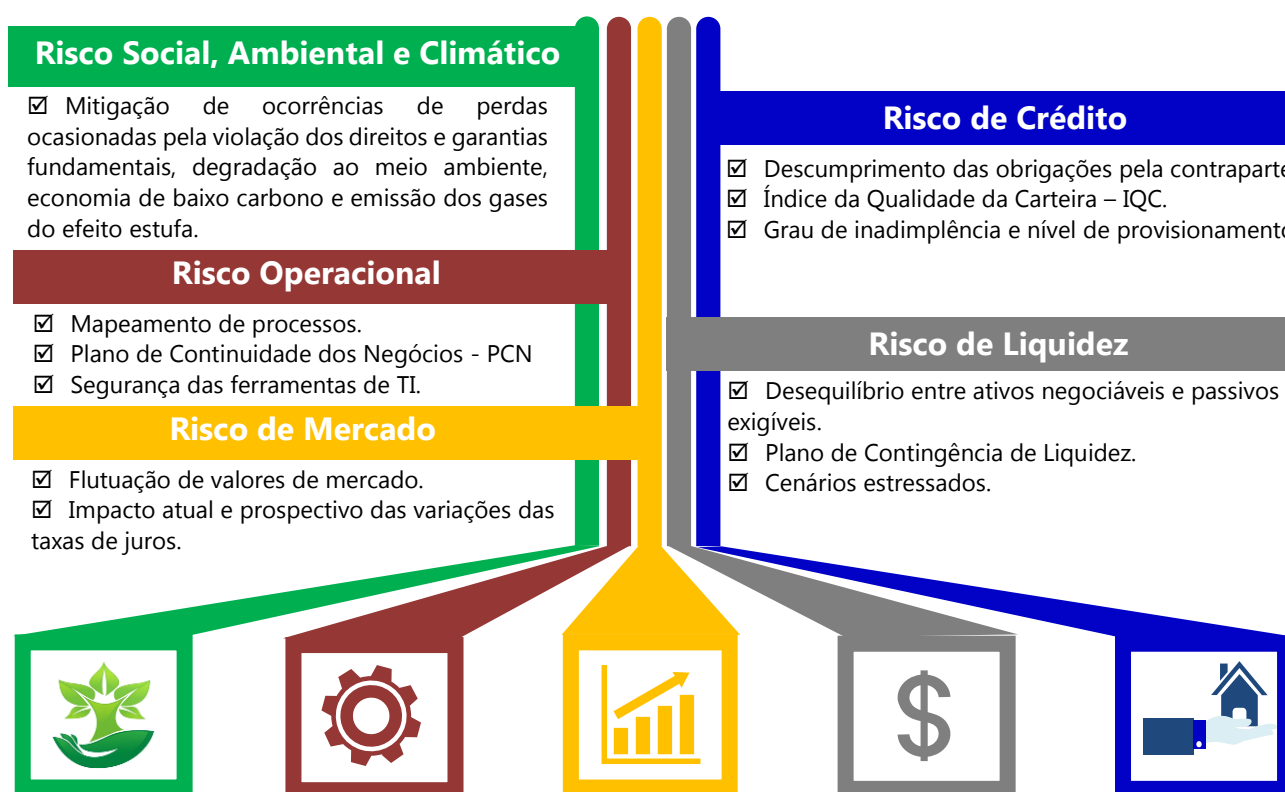 Risco Social, Ambiental e Climático
☑ Mitigação de ocorrências de perdas
ocasionadas pela violação dos direitos e garantias
fundamentais, degradação ao meio ambiente,
economia de baixo carbono e emissão dos gases
do efeito estufa.
Risco Operacional
☑ Mapeamento de processos.
☑ Plano de Continuidade dos Negócios - PCN
☑ Segurança das ferramentas de TI.
Risco de Mercado
☑ Flutuação de valores de mercado.
☑ Impacto atual e prospectivo das variações das
taxas de juros.
Risco de Crédito
☑ Descumprimento das obrigações pela contraparte
☑ Índice da Qualidade da Carteira – IQC.
☑ Grau de inadimplência e nível de provisionamento
Risco de Liquidez
☑ Desequilíbrio entre ativos negociáveis e passivos
exigíveis.
☑ Plano de Contingência de Liquidez.
☑ Cenários estressados.
$